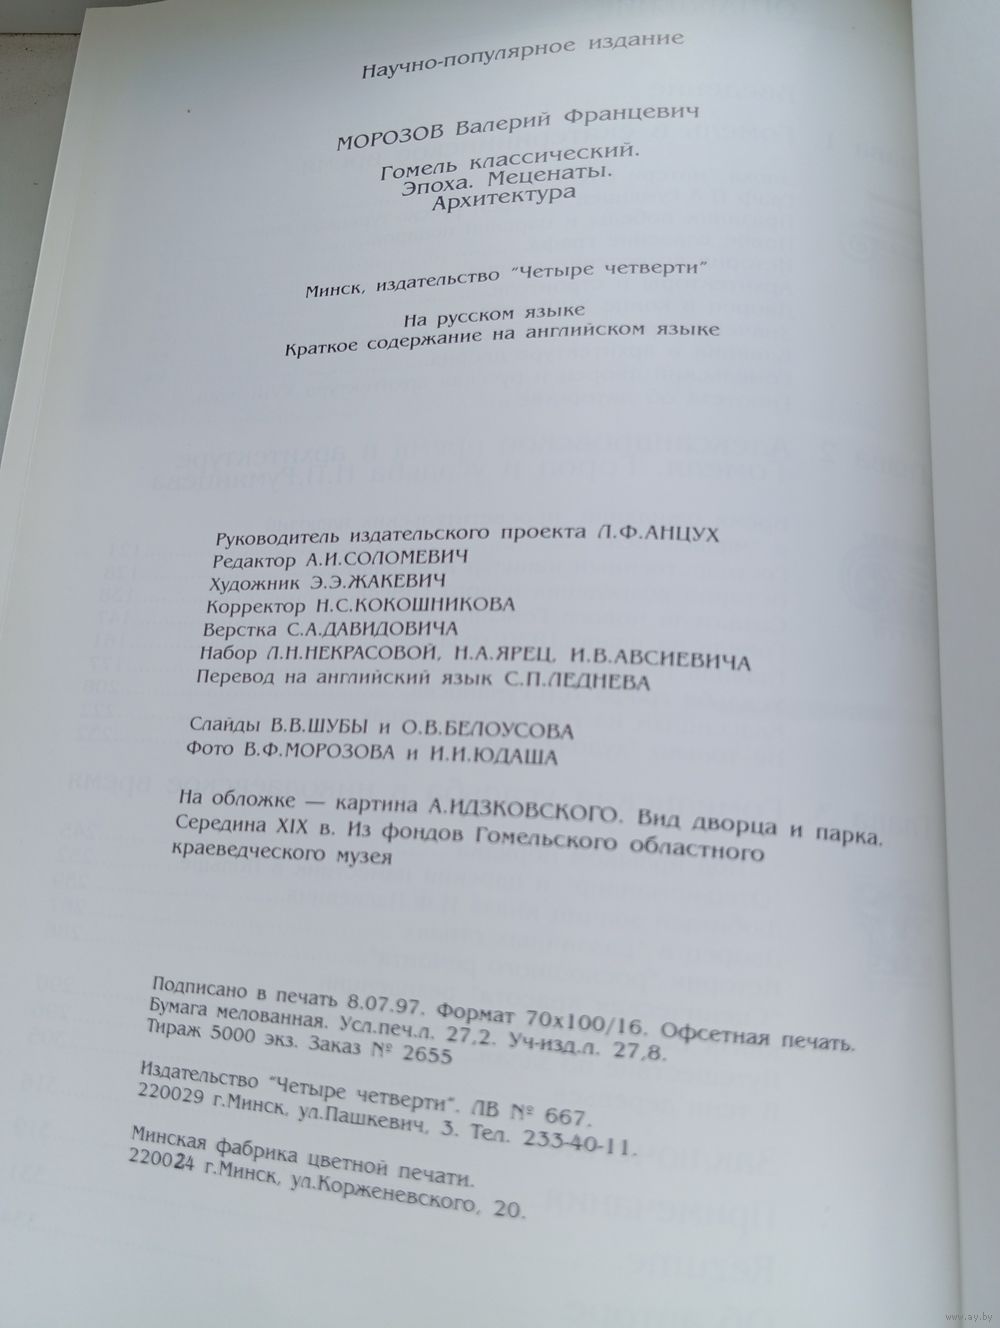 Научно-популярное издание
МОРОЗОВ Валерий Францевич
Гомель классический.
Эпоха. Меценаты.
Архитектура
Минск, издательство "Четыре четверти"
На русском языке
Краткое содержание на английском языке
Руководитель издательского проекта Л.Ф.АНЦУХ
Редактор А.И.СОЛОМЕВИЧ
Художник Э.Э.ЖАКЕВИЧ
Корректор Н.С.КОКОШНИКОВА
Верстка С.А.ДАВИДОВИЧА
Набор Л.Н.НЕКРАСОВОЙ, Н.А.ЯРЕЦ, И.В.АВСИЕВИЧА
Перевод на английский язык С.П.ЛЕДНЕВА
Слайды В.В.ШУБЫ и О.В.БЕЛОУСОВА
Фото В.Ф.МОРОЗОВА и И.И.ЮДАША
На обложке — картина А.ИДЗКОВСКОГО. Вид дворца и парка.
Середина XIX в. Из фондов Гомельского областного
краеведческого музея
Подписано в печать 8.07.97. Формат 70х100/16. Офсетная печать.
Бумага мелованная. Усл.печ.л. 27,2. Уч-изд.л. 27,8.
Тираж 5000 экз. Заказ № 2655
Издательство "Четыре четверти". ЛВ № 667.
220029 г.Минск, ул.Пашкевич, 3. Тел. 233-40-11.
Минская фабрика цветной печати.
220024 г.Минск, ул.Корженевского, 20.
www.ay.by